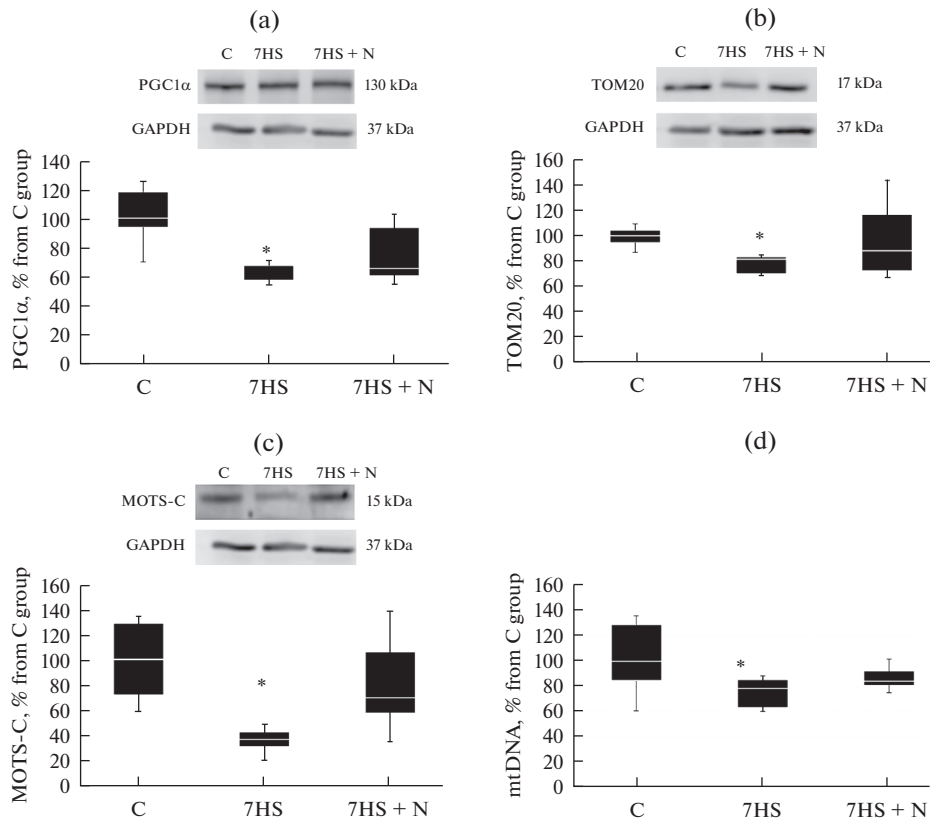 (a)
C 7HS 7HS + N
PGC1α 130 kDa
GAPDH 37 kDa
PGC1α, % from C group
140
120
100
80
60
40
20
0
C 7HS 7HS + N
*
(b)
C 7HS 7HS + N
TOM20 17 kDa
GAPDH 37 kDa
TOM20, % from C group
160
140
120
100
80
60
40
20
0
C 7HS 7HS + N
*
(c)
C 7HS 7HS + N
MOTS-C 15 kDa
GAPDH 37 kDa
MOTS-C, % from C group
160
140
120
100
80
60
40
20
0
C 7HS 7HS + N
*
(d)
mtDNA, % from C group
160
140
120
100
80
60
40
20
0
C 7HS 7HS + N
*